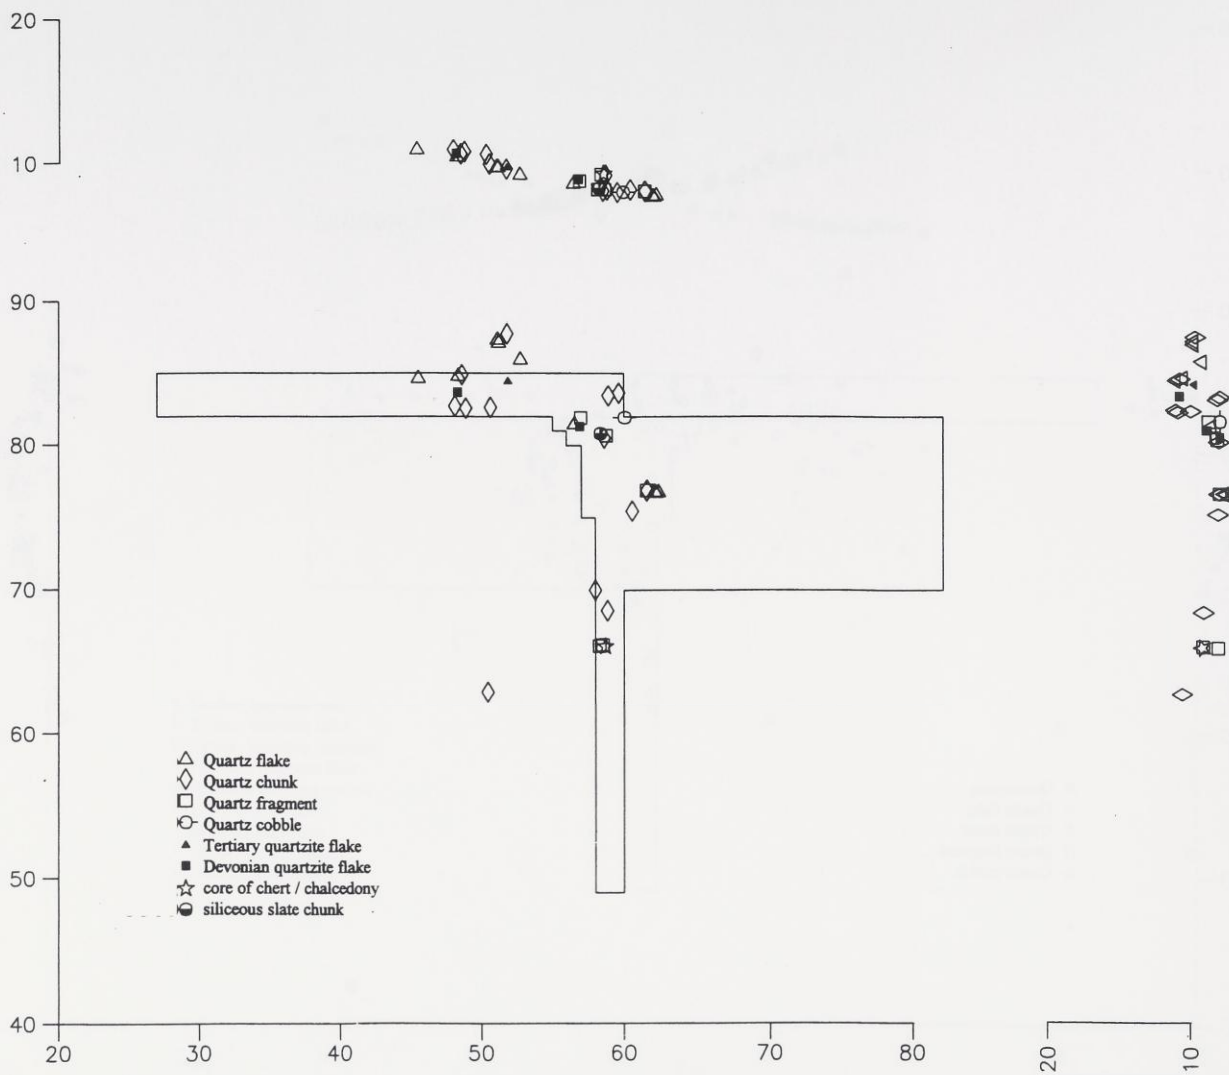 20
10
90
80
70
60
50
40
Quartz flake
Quartz chunk
Quartz fragment
Quartz cobble
Tertiary quartzite flake
Devonian quartzite flake
core of chert / chalcedony
siliceous slate chunk
20 30 40 50 60 70 80
20 10